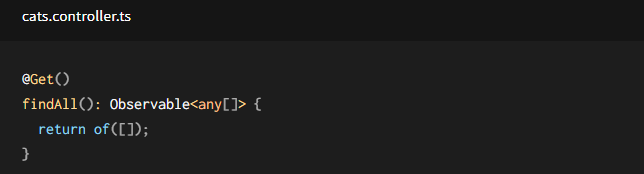 cats.controller.ts
@Get()
findAll(): Observable<any[]> {
  return of([]);
}